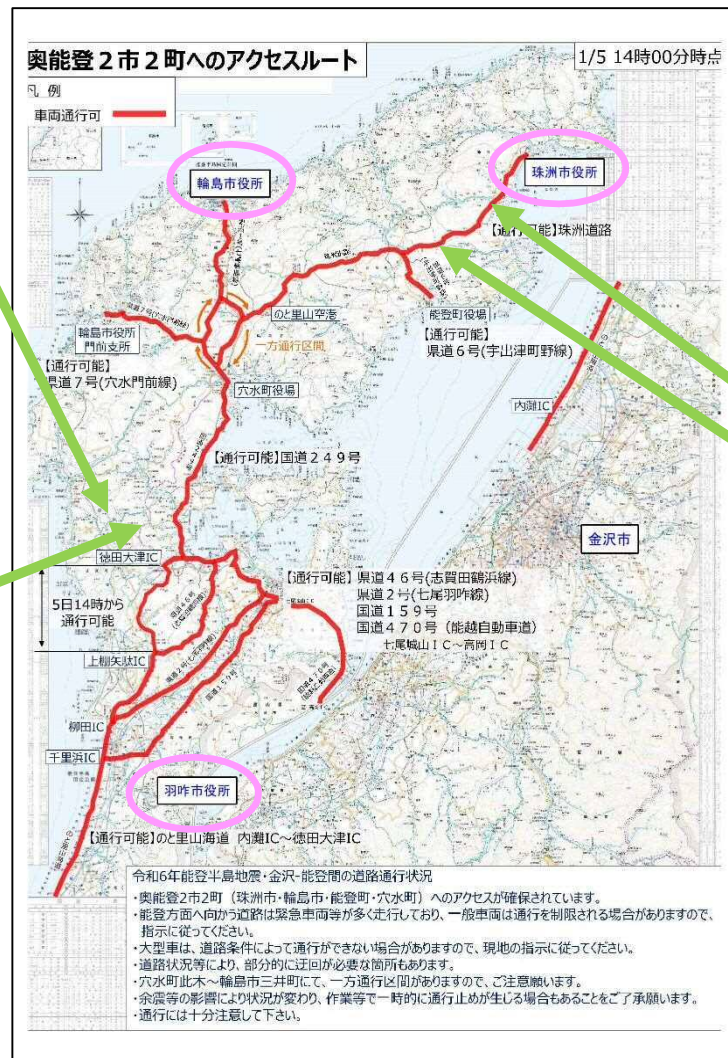 奥能登２市２町へのアクセスルート
1/5 14時00分時点
凡 例
車両通行可
輪島市役所
珠洲市役所
【通行可能】珠洲道路
珠洲道路
のと里山空港
能登町役場
【通行可能】
県道６号(宇出津町野線)
輪島市役所
門前支所
一方通行区間
【通行可能】
県道７号(穴水門前線)
穴水町役場
内灘IC
【通行可能】国道２４９号
金沢市
徳田大津IC
5日14時から
通行可能
【通行可能】県道４６号(志賀田鶴浜線)
県道２号(七尾羽咋線)
国道１５９号
国道４７０号（能越自動車道）
七尾城山ＩＣ～高岡ＩＣ
上棚矢駄IC
国道１５９号
柳田IC
千里浜IC
羽咋市役所
【通行可能】のと里山海道 内灘IC～徳田大津IC
令和6年能登半島地震・金沢-能登間の道路通行状況
・奥能登２市２町（珠洲市・輪島市・能登町・穴水町）へのアクセスが確保されています。
・能登方面へ向かう道路は緊急車両等が多く走行しており、一般車両は通行を制限される場合がありますので、
指示に従ってください。
・大型車は、道路条件によって通行ができない場合がありますので、現地の指示に従ってください。
・道路状況等により、部分的に迂回が必要な箇所もあります。
・穴水町此木～輪島市三井町にて、一方通行区間がありますので、ご注意願います。
・余震等の影響により状況が変わり、作業等で一時的に通行止めが生じる場合もあることをご了承願います。
・通行には十分注意して下さい。